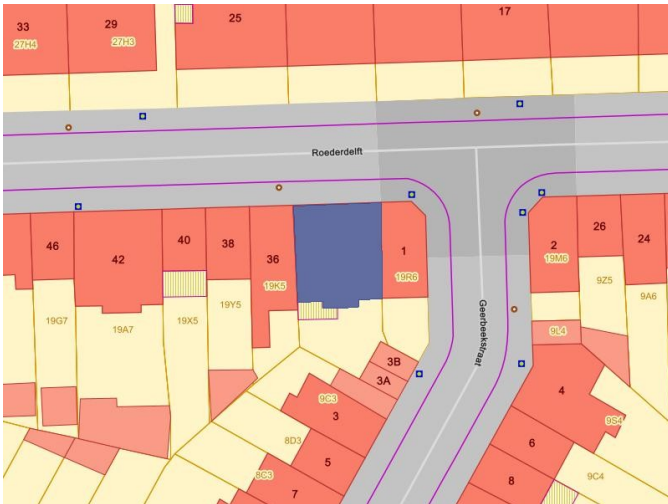 33
29
25
17
27H4
27H3
Roederdelft
46
42
40
38
36
1
2
26
24
19K5
19R6
19M6
9Z5
9A6
19G7
19A7
19X5
19Y5
Geerbeekstraat
9L4
3B
3A
9C3
3
4
9S4
8D3
5
6
8C3
7
8
9C4